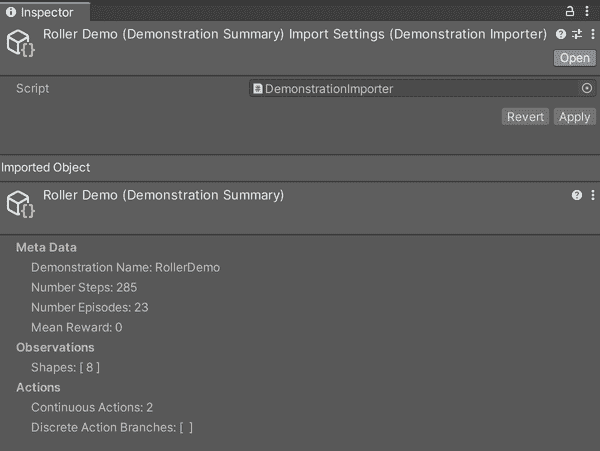 Inspector
Roller Demo (Demonstration Summary) Import Settings (Demonstration Importer)
Open
Script DemonstrationImporter
Revert Apply
Imported Object
Roller Demo (Demonstration Summary)
Meta Data
Demonstration Name: RollerDemo
Number Steps: 285
Number Episodes: 23
Mean Reward: 0
Observations
Shapes: [ 8 ]
Actions
Continuous Actions: 2
Discrete Action Branches: [ ]